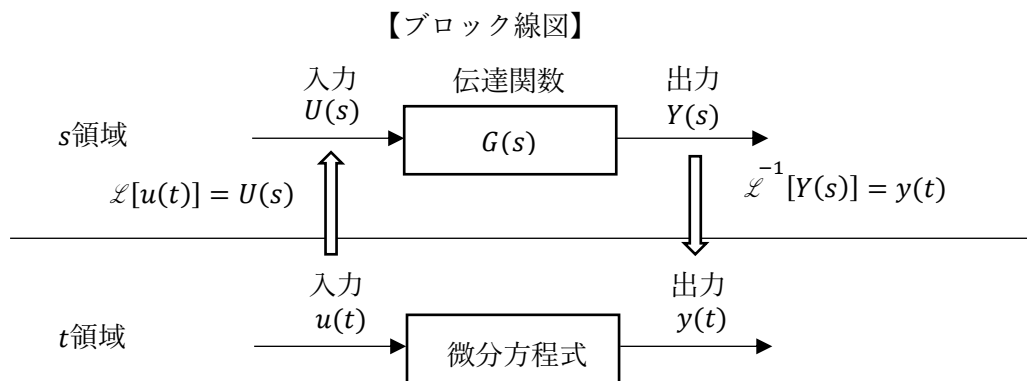 【ブロック線図】
入力 伝達関数 出力
U(s) Y(s)
s領域 G(s)
ℒ[u(t)] = U(s) ℒ⁻¹[Y(s)] = y(t)
入力 出力
u(t) y(t)
t領域 微分方程式